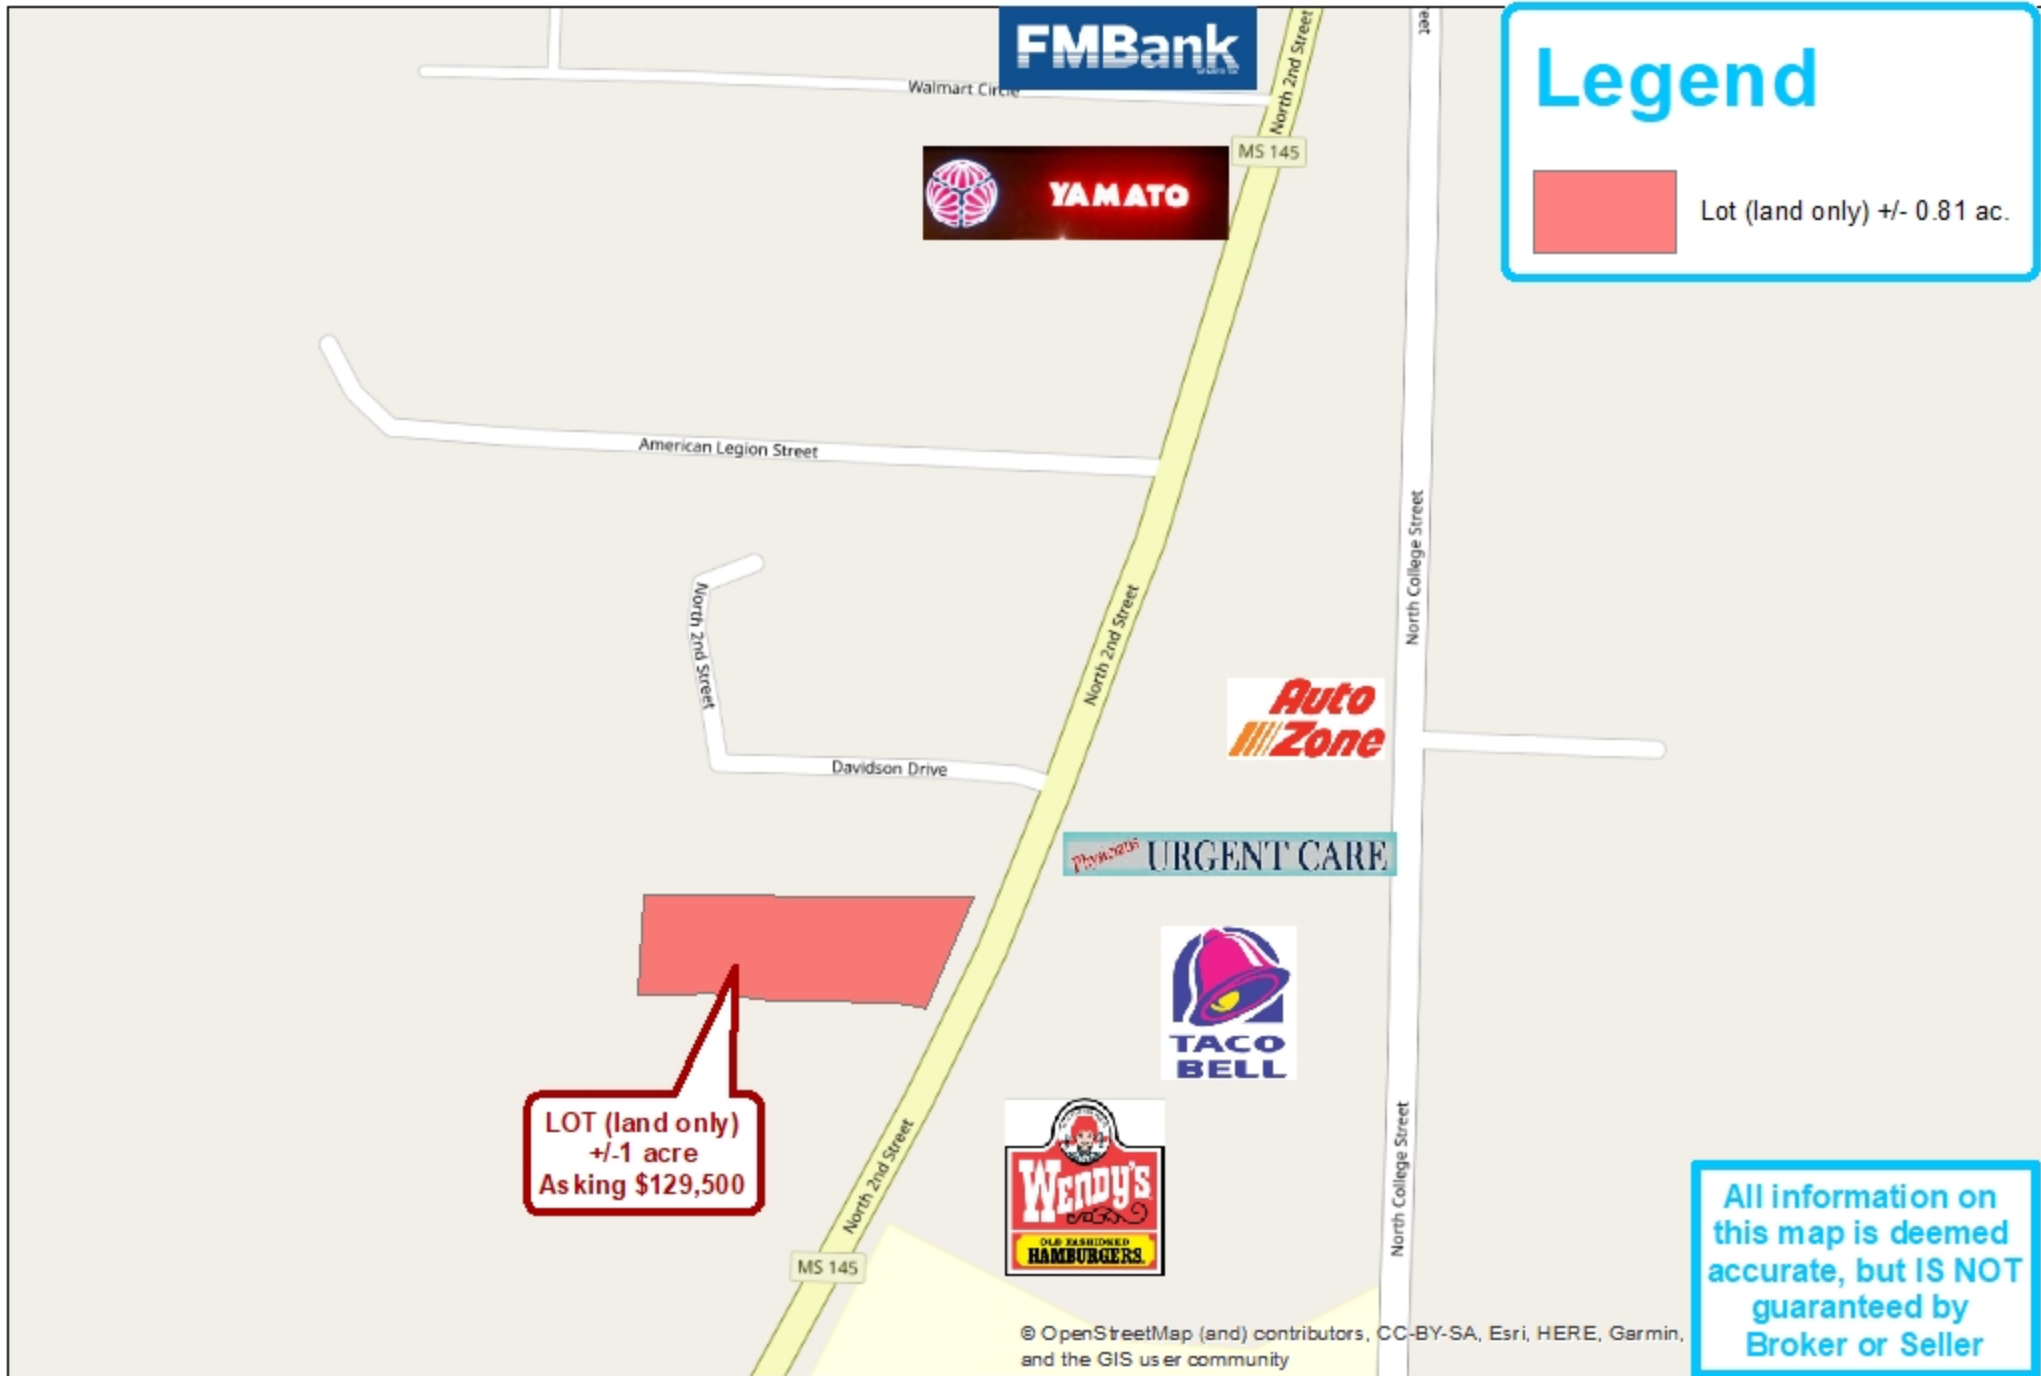 FMBank
North 2nd Street
eet
Legend
Walmart Circle
MS 145
YAMATO
Lot (land only) +/- 0.81 ac.
American Legion Street
North College Street
North 2nd Street
North 2nd Street
Auto
Zone
Davidson Drive
Physicians URGENT CARE
TACO
BELL
LOT (land only)
+/-1 acre
Asking $129,500
North 2nd Street
North College Street
WENDY'S
OLD FASHIONED
HAMBURGERS.
MS 145
All information on
this map is deemed
accurate, but IS NOT
guaranteed by
Broker or Seller
© OpenStreetMap (and) contributors, CC-BY-SA, Esri, HERE, Garmin,
and the GIS user community